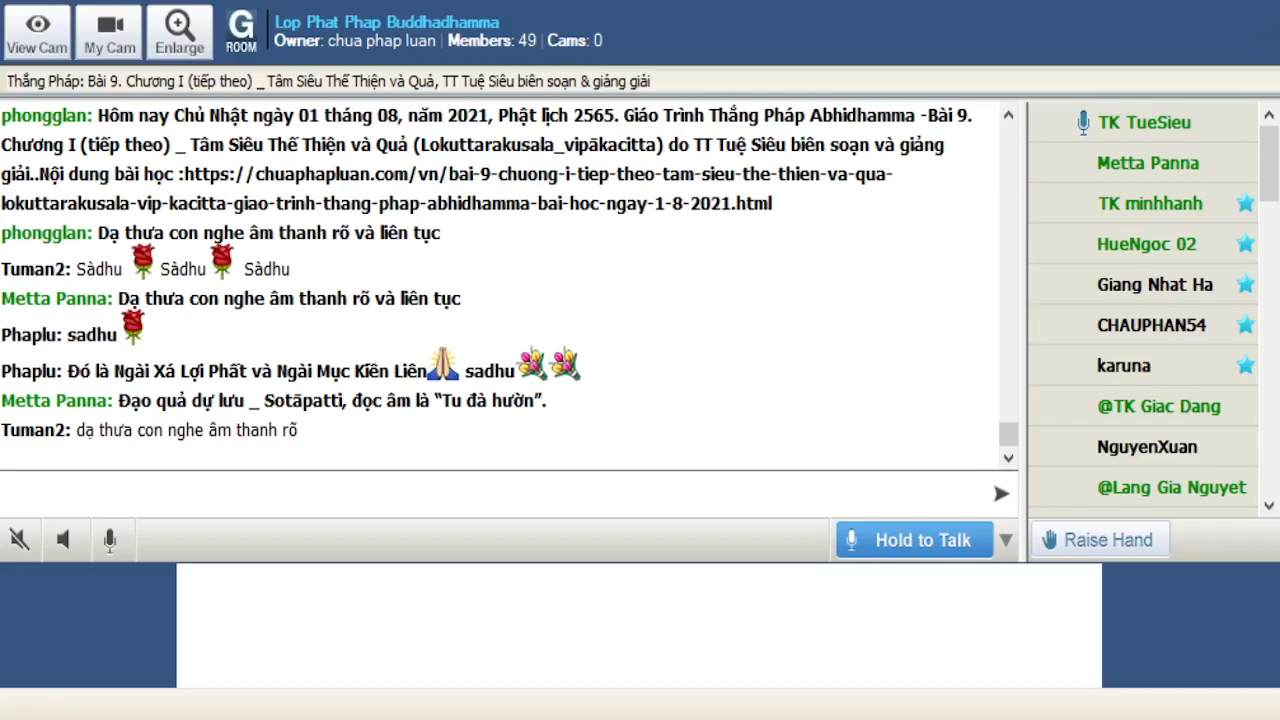 View Cam
My Cam
Enlarge
G
ROOM
Lop Phat Phap Buddhadhamma
Owner: chua phap luan | Members: 49 | Cams: 0
Thắng Pháp: Bài 9. Chương I (tiếp theo) _ Tâm Siêu Thế Thiện và Quả, TT Tuệ Siêu biên soạn & giảng giải
phongglan: Hôm nay Chủ Nhật ngày 01 tháng 08, năm 2021, Phật lịch 2565. Giáo Trình Thắng Pháp Abhidhamma -Bài 9.
Chương I (tiếp theo) _ Tâm Siêu Thế Thiện và Quả (Lokuttarakusala_vipākacitta) do TT Tuệ Siêu biên soạn và giảng
giải..Nội dung bài học :https://chuaphapluan.com/vn/bai-9-chuong-i-tiep-theo-tam-sieu-the-thien-va-qua-
lokuttarakusala-vip-kacitta-giao-trinh-thang-phap-abhidhamma-bai-hoc-ngay-1-8-2021.html
phongglan: Dạ thưa con nghe âm thanh rõ và liên tục
Tuman2: Sàdhu Sàdhu Sàdhu
Metta Panna: Dạ thưa con nghe âm thanh rõ và liên tục
Phaplu: sadhu
Phaplu: Đó là Ngài Xá Lợi Phất và Ngài Mục Kiền Liên sadhu
Metta Panna: Đạo quả dự lưu _ Sotāpatti, đọc âm là “Tu đà hườn”.
Tuman2: dạ thưa con nghe âm thanh rõ
TK TueSieu
Metta Panna
TK minhhanh
HueNgoc 02
Giang Nhat Ha
CHAUPHAN54
karuna
@TK Giac Dang
NguyenXuan
@Lang Gia Nguyet
Hold to Talk
Raise Hand